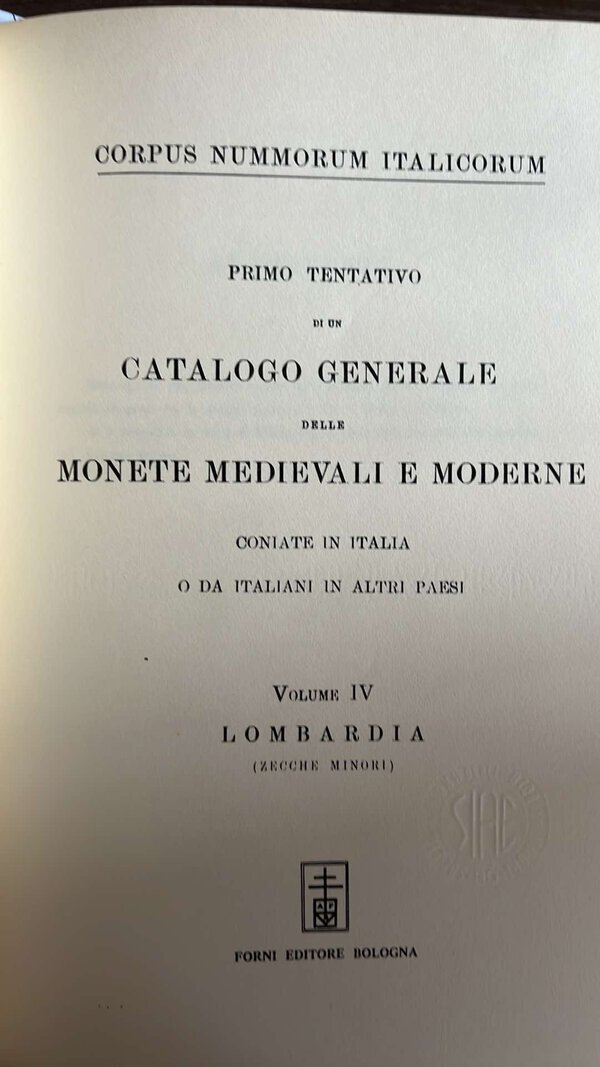 CORPUS NUMMORUM ITALICORUM
PRIMO TENTATIVO
DI UN
CATALOGO GENERALE
DELLE
MONETE MEDIEVALI E MODERNE
CONIATE IN ITALIA
O DA ITALIANI IN ALTRI PAESI
VOLUME IV
LOMBARDIA
(ZECCHE MINORI)
SIAE
FORNI EDITORE BOLOGNA